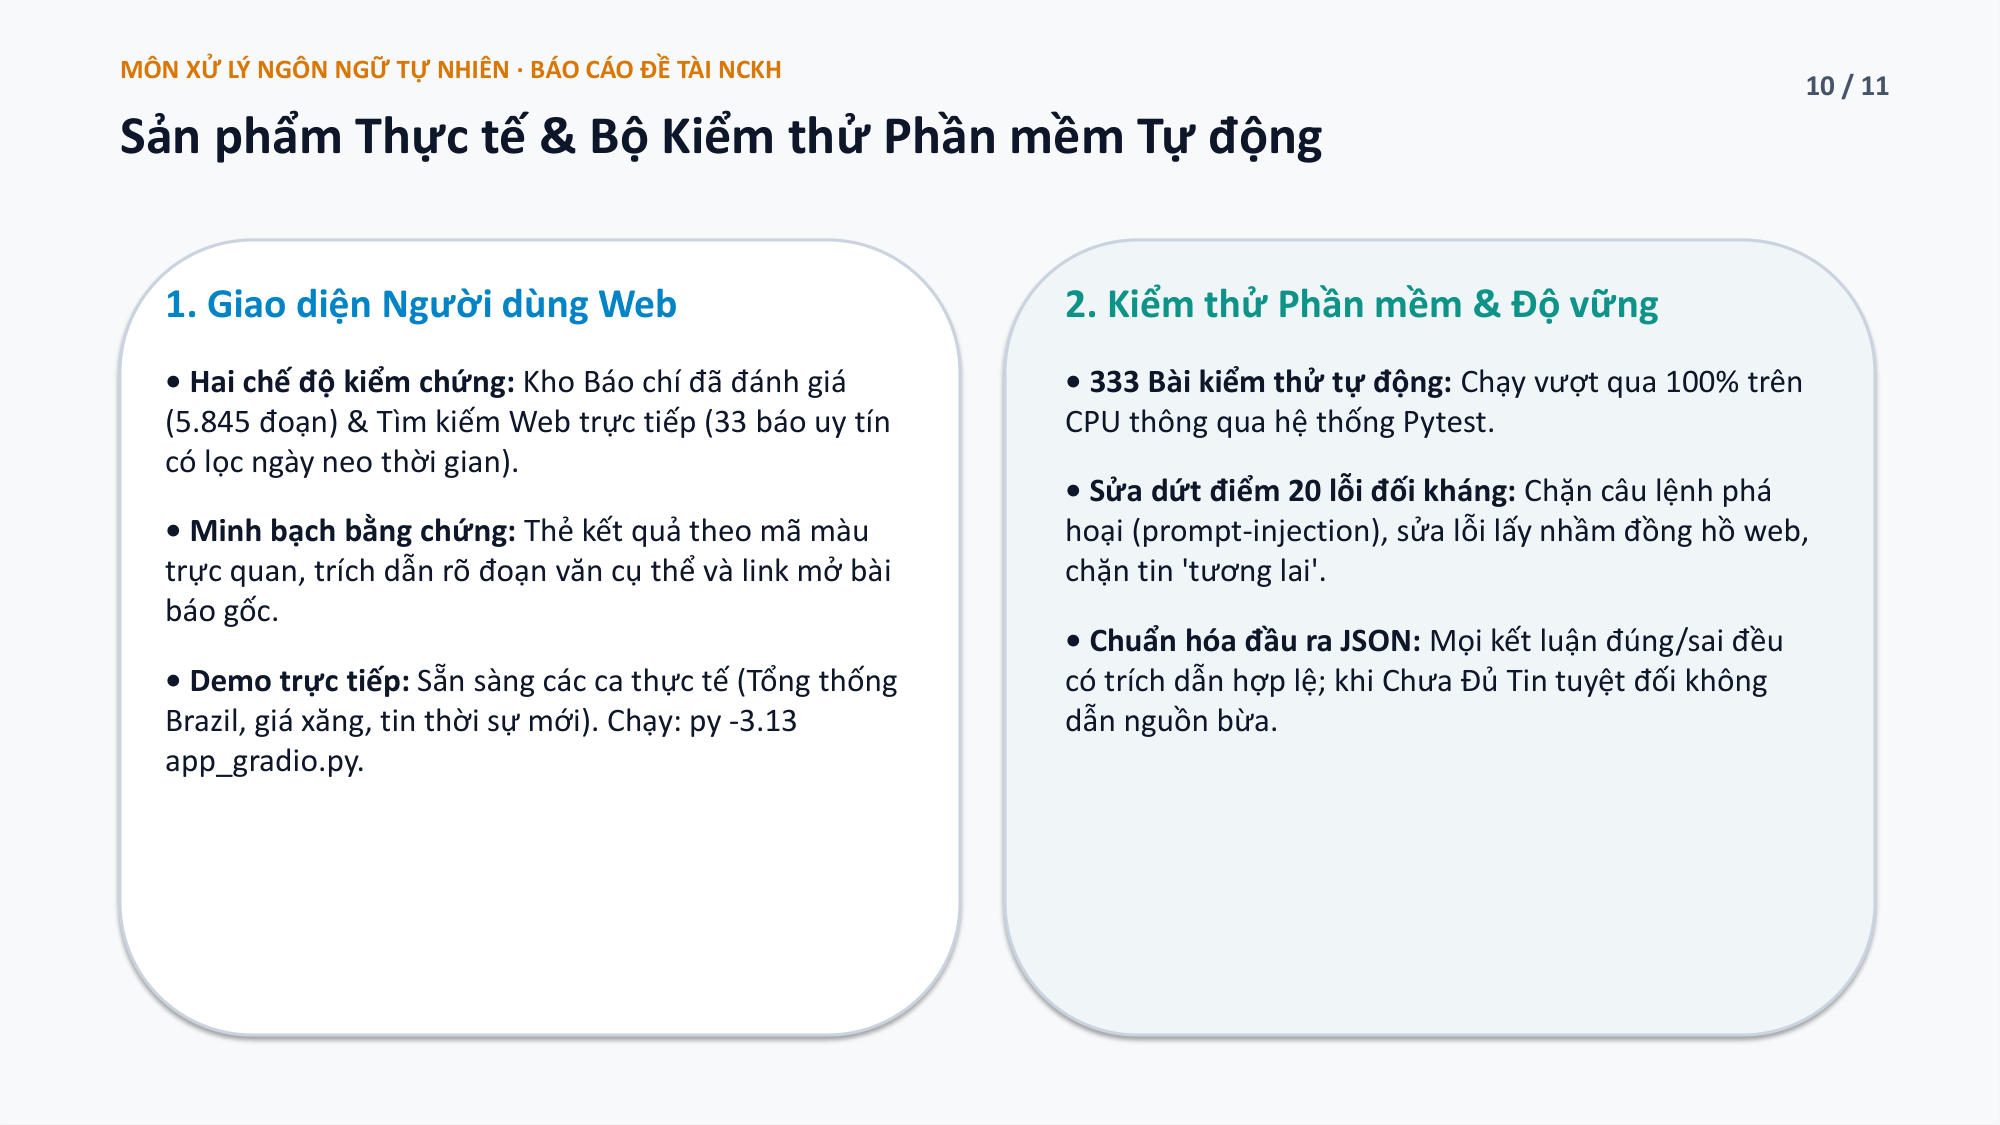 MÔN XỬ LÝ NGÔN NGỮ TỰ NHIÊN · BÁO CÁO ĐỀ TÀI NCKH
10 / 11
Sản phẩm Thực tế & Bộ Kiểm thử Phần mềm Tự động
1. Giao diện Người dùng Web
• Hai chế độ kiểm chứng: Kho Báo chí đã đánh giá
(5.845 đoạn) & Tìm kiếm Web trực tiếp (33 báo uy tín
có lọc ngày neo thời gian).
• Minh bạch bằng chứng: Thẻ kết quả theo mã màu
trực quan, trích dẫn rõ đoạn văn cụ thể và link mở bài
báo gốc.
• Demo trực tiếp: Sẵn sàng các ca thực tế (Tổng thống
Brazil, giá xăng, tin thời sự mới). Chạy: py -3.13
app_gradio.py.
2. Kiểm thử Phần mềm & Độ vững
• 333 Bài kiểm thử tự động: Chạy vượt qua 100% trên
CPU thông qua hệ thống Pytest.
• Sửa dứt điểm 20 lỗi đối kháng: Chặn câu lệnh phá
hoại (prompt-injection), sửa lỗi lấy nhầm đồng hồ web,
chặn tin 'tương lai'.
• Chuẩn hóa đầu ra JSON: Mọi kết luận đúng/sai đều
có trích dẫn hợp lệ; khi Chưa Đủ Tin tuyệt đối không
dẫn nguồn bừa.